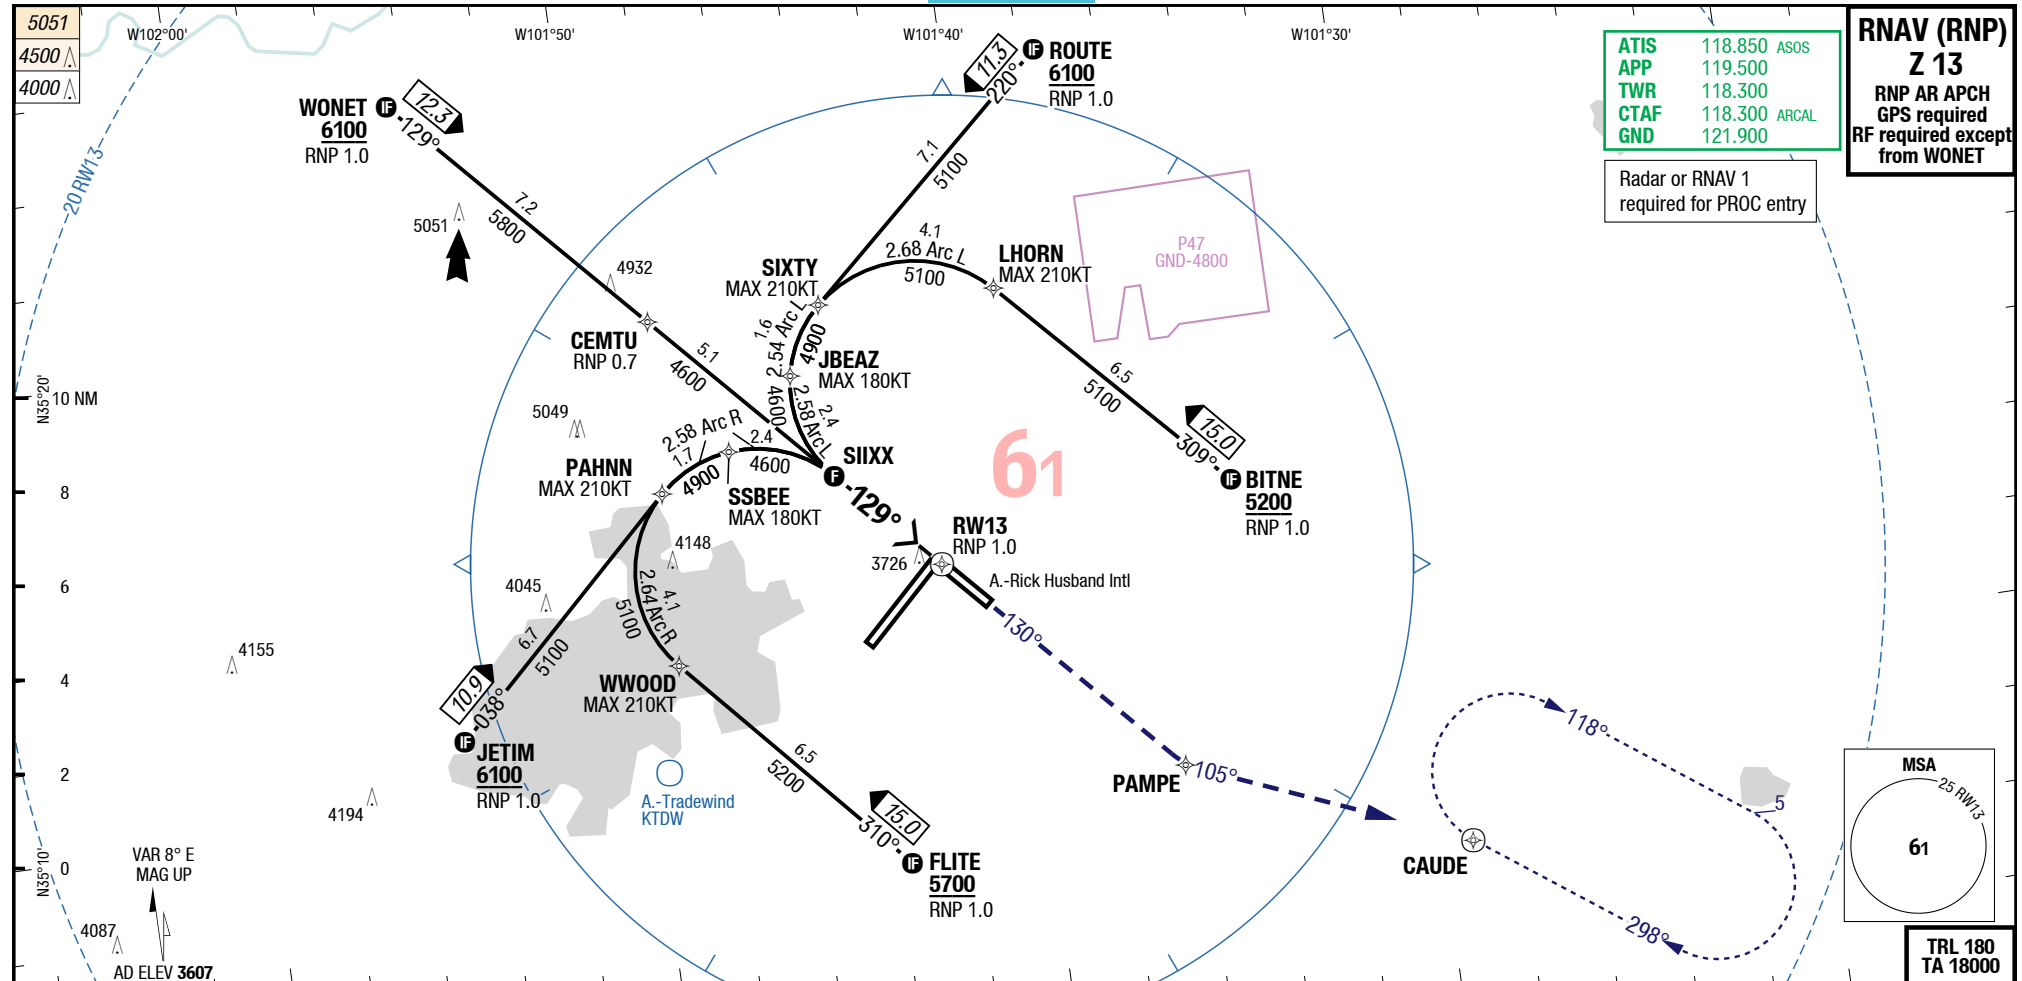 5051
4500
4000
W102°00'
W101°50'
W101°40'
W101°30'
RNAV (RNP)
Z 13
RNP AR APCH
GPS required
RF required except
from WONET
ATIS 118.850 ASOS
APP 119.500
TWR 118.300
CTAF 118.300 ARCAL
GND 121.900
Radar or RNAV 1
required for PROC entry
20 RW13
WONET IF
6100
RNP 1.0
12.3
129°
7.2
5800
5051
4932
CEMTU
RNP 0.7
5.1
4600
IF ROUTE
6100
RNP 1.0
11.3
220°
7.1
5100
SIXTY
MAX 210KT
4.1
2.68 Arc L
5100
LHORN
MAX 210KT
P47
GND-4800
1.6
2.54 Arc L
4900
JBEAZ
MAX 180KT
2.4
2.58 Arc L
4600
6.5
5100
15.0
309°
IF BITNE
5200
RNP 1.0
N35°20'
10 NM
8
6
4
2
0
N35°10'
5049
2.58 Arc R
1.7
4900
2.4
4600
PAHNN
MAX 210KT
SSBEE
MAX 180KT
F SIIXX
129°
61
RW13
RNP 1.0
3726
A.-Rick Husband Intl
4148
4045
4155
4194
4087
2.64 Arc R
4.1
5100
6.7
5100
10.9
038°
IF JETIM
6100
RNP 1.0
WWOOD
MAX 210KT
6.5
5200
A.-Tradewind
KTDW
15.0
310°
IF FLITE
5700
RNP 1.0
130°
PAMPE
105°
118°
5
CAUDE
298°
MSA
25 RW13
61
VAR 8° E
MAG UP
AD ELEV 3607
TRL 180
TA 18000